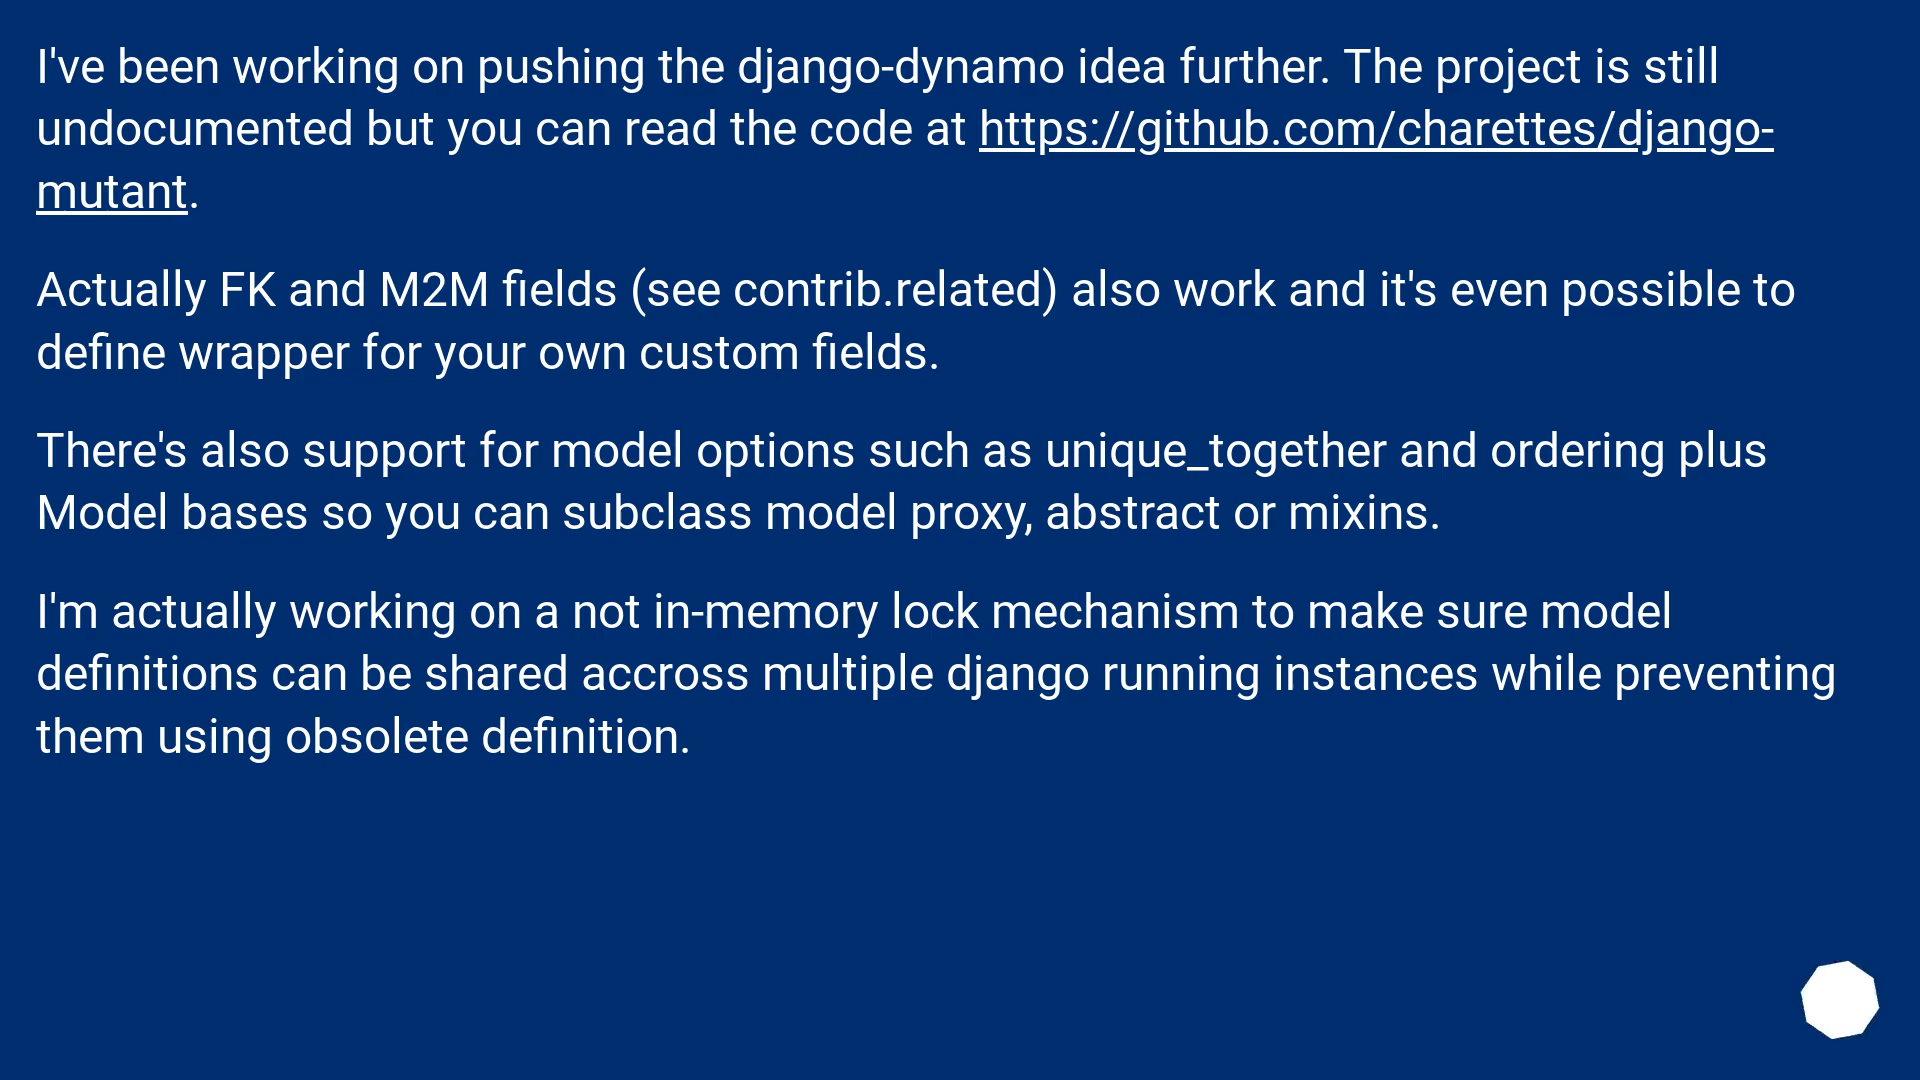 I've been working on pushing the django-dynamo idea further. The project is still
undocumented but you can read the code at https://github.com/charettes/django-
mutant.
Actually FK and M2M fields (see contrib.related) also work and it's even possible to
define wrapper for your own custom fields.
There's also support for model options such as unique_together and ordering plus
Model bases so you can subclass model proxy, abstract or mixins.
I'm actually working on a not in-memory lock mechanism to make sure model
definitions can be shared accross multiple django running instances while preventing
them using obsolete definition.